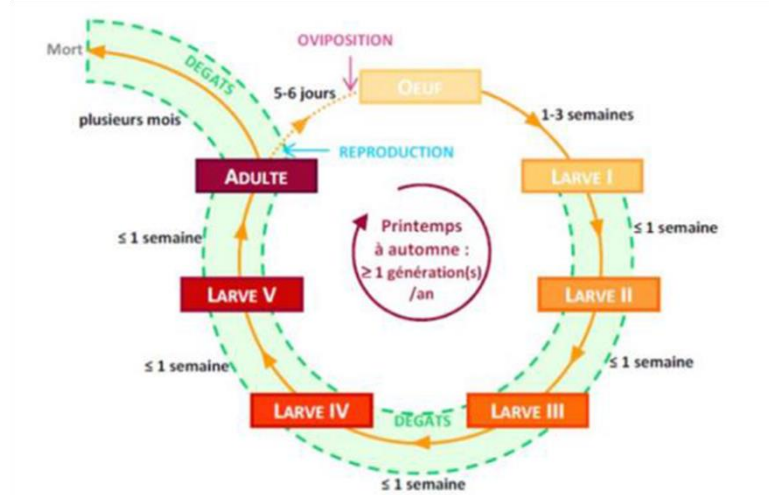 OVIPOSITION
Mort
DEGATS
5-6 jours
OEUF
1-3 semaines
plusieurs mois
REPRODUCTION
ADULTE
LARVE I
≤ 1 semaine
Printemps
à automne :
≥ 1 génération(s)
/an
≤ 1 semaine
LARVE V
LARVE II
≤ 1 semaine
≤ 1 semaine
LARVE IV
DEGATS
LARVE III
≤ 1 semaine